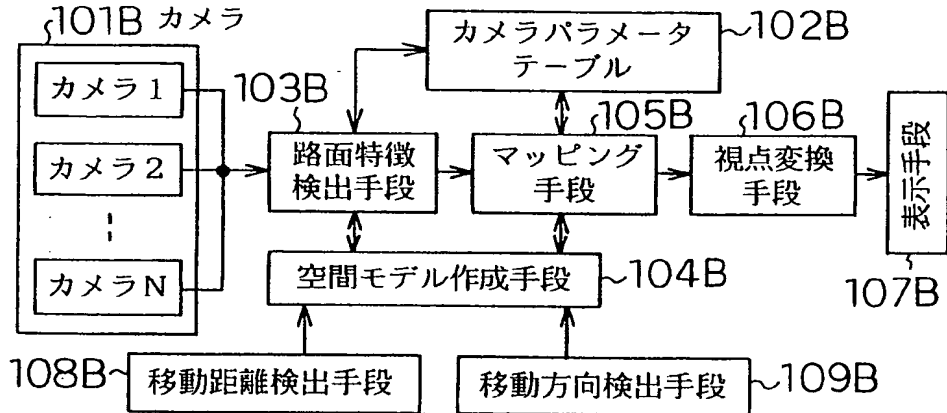 101B カメラ
カメラ1
カメラ2
カメラN
103B
路面特徴
検出手段
カメラパラメータ
テーブル
102B
105B
マッピング
手段
106B
視点変換
手段
表示手段
107B
空間モデル作成手段
104B
108B
移動距離検出手段
移動方向検出手段
109B